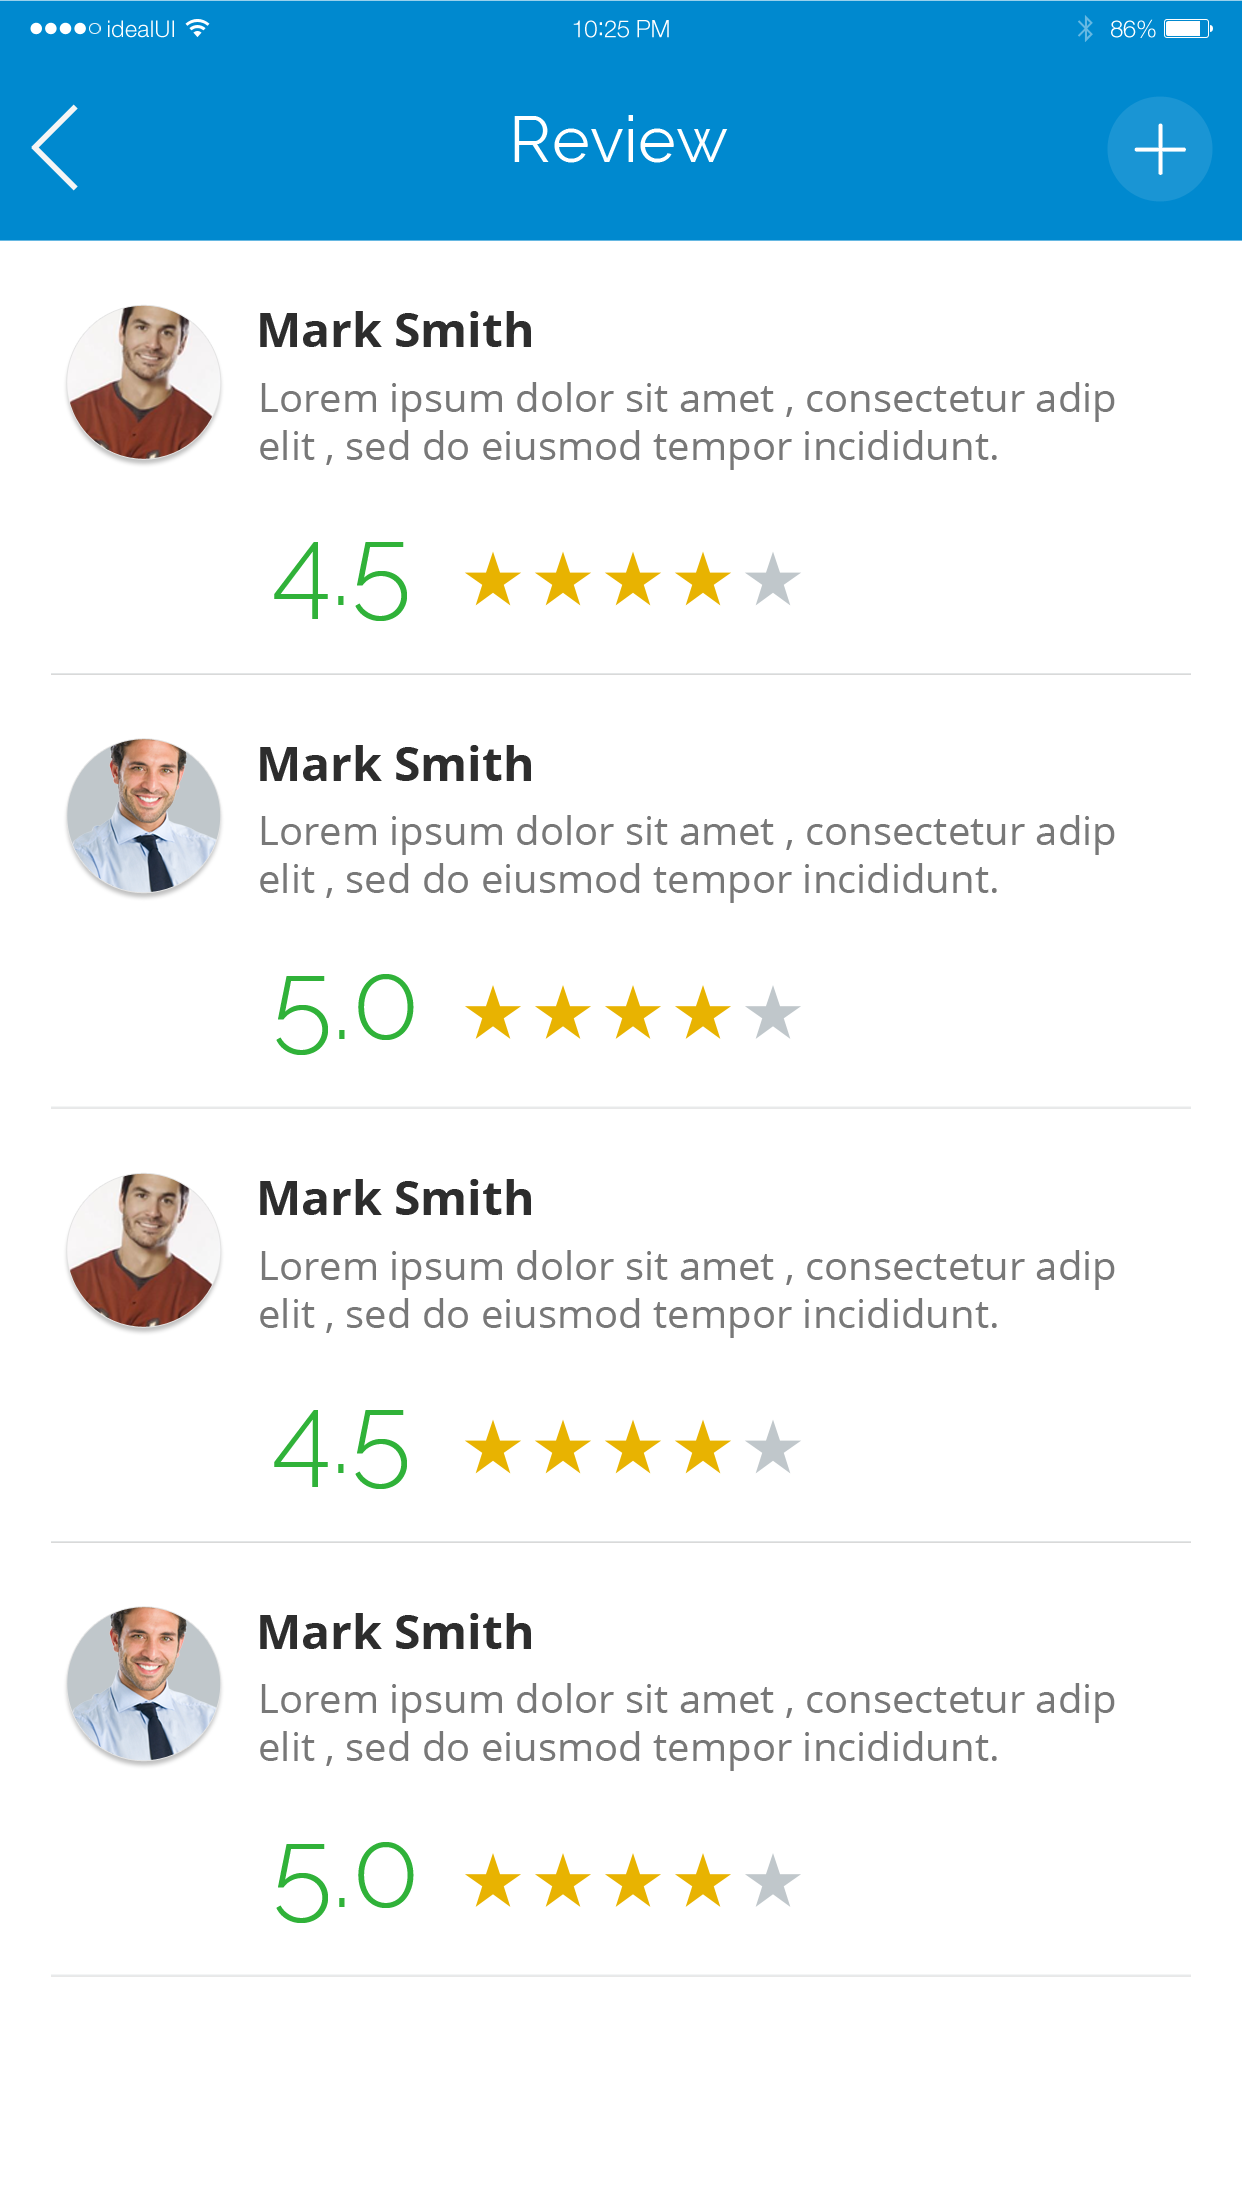 idealUI 10:25 PM 86%
Review
Mark Smith
Lorem ipsum dolor sit amet , consectetur adip
elit , sed do eiusmod tempor incididunt.
4.5
Mark Smith
Lorem ipsum dolor sit amet , consectetur adip
elit , sed do eiusmod tempor incididunt.
5.0
Mark Smith
Lorem ipsum dolor sit amet , consectetur adip
elit , sed do eiusmod tempor incididunt.
4.5
Mark Smith
Lorem ipsum dolor sit amet , consectetur adip
elit , sed do eiusmod tempor incididunt.
5.0